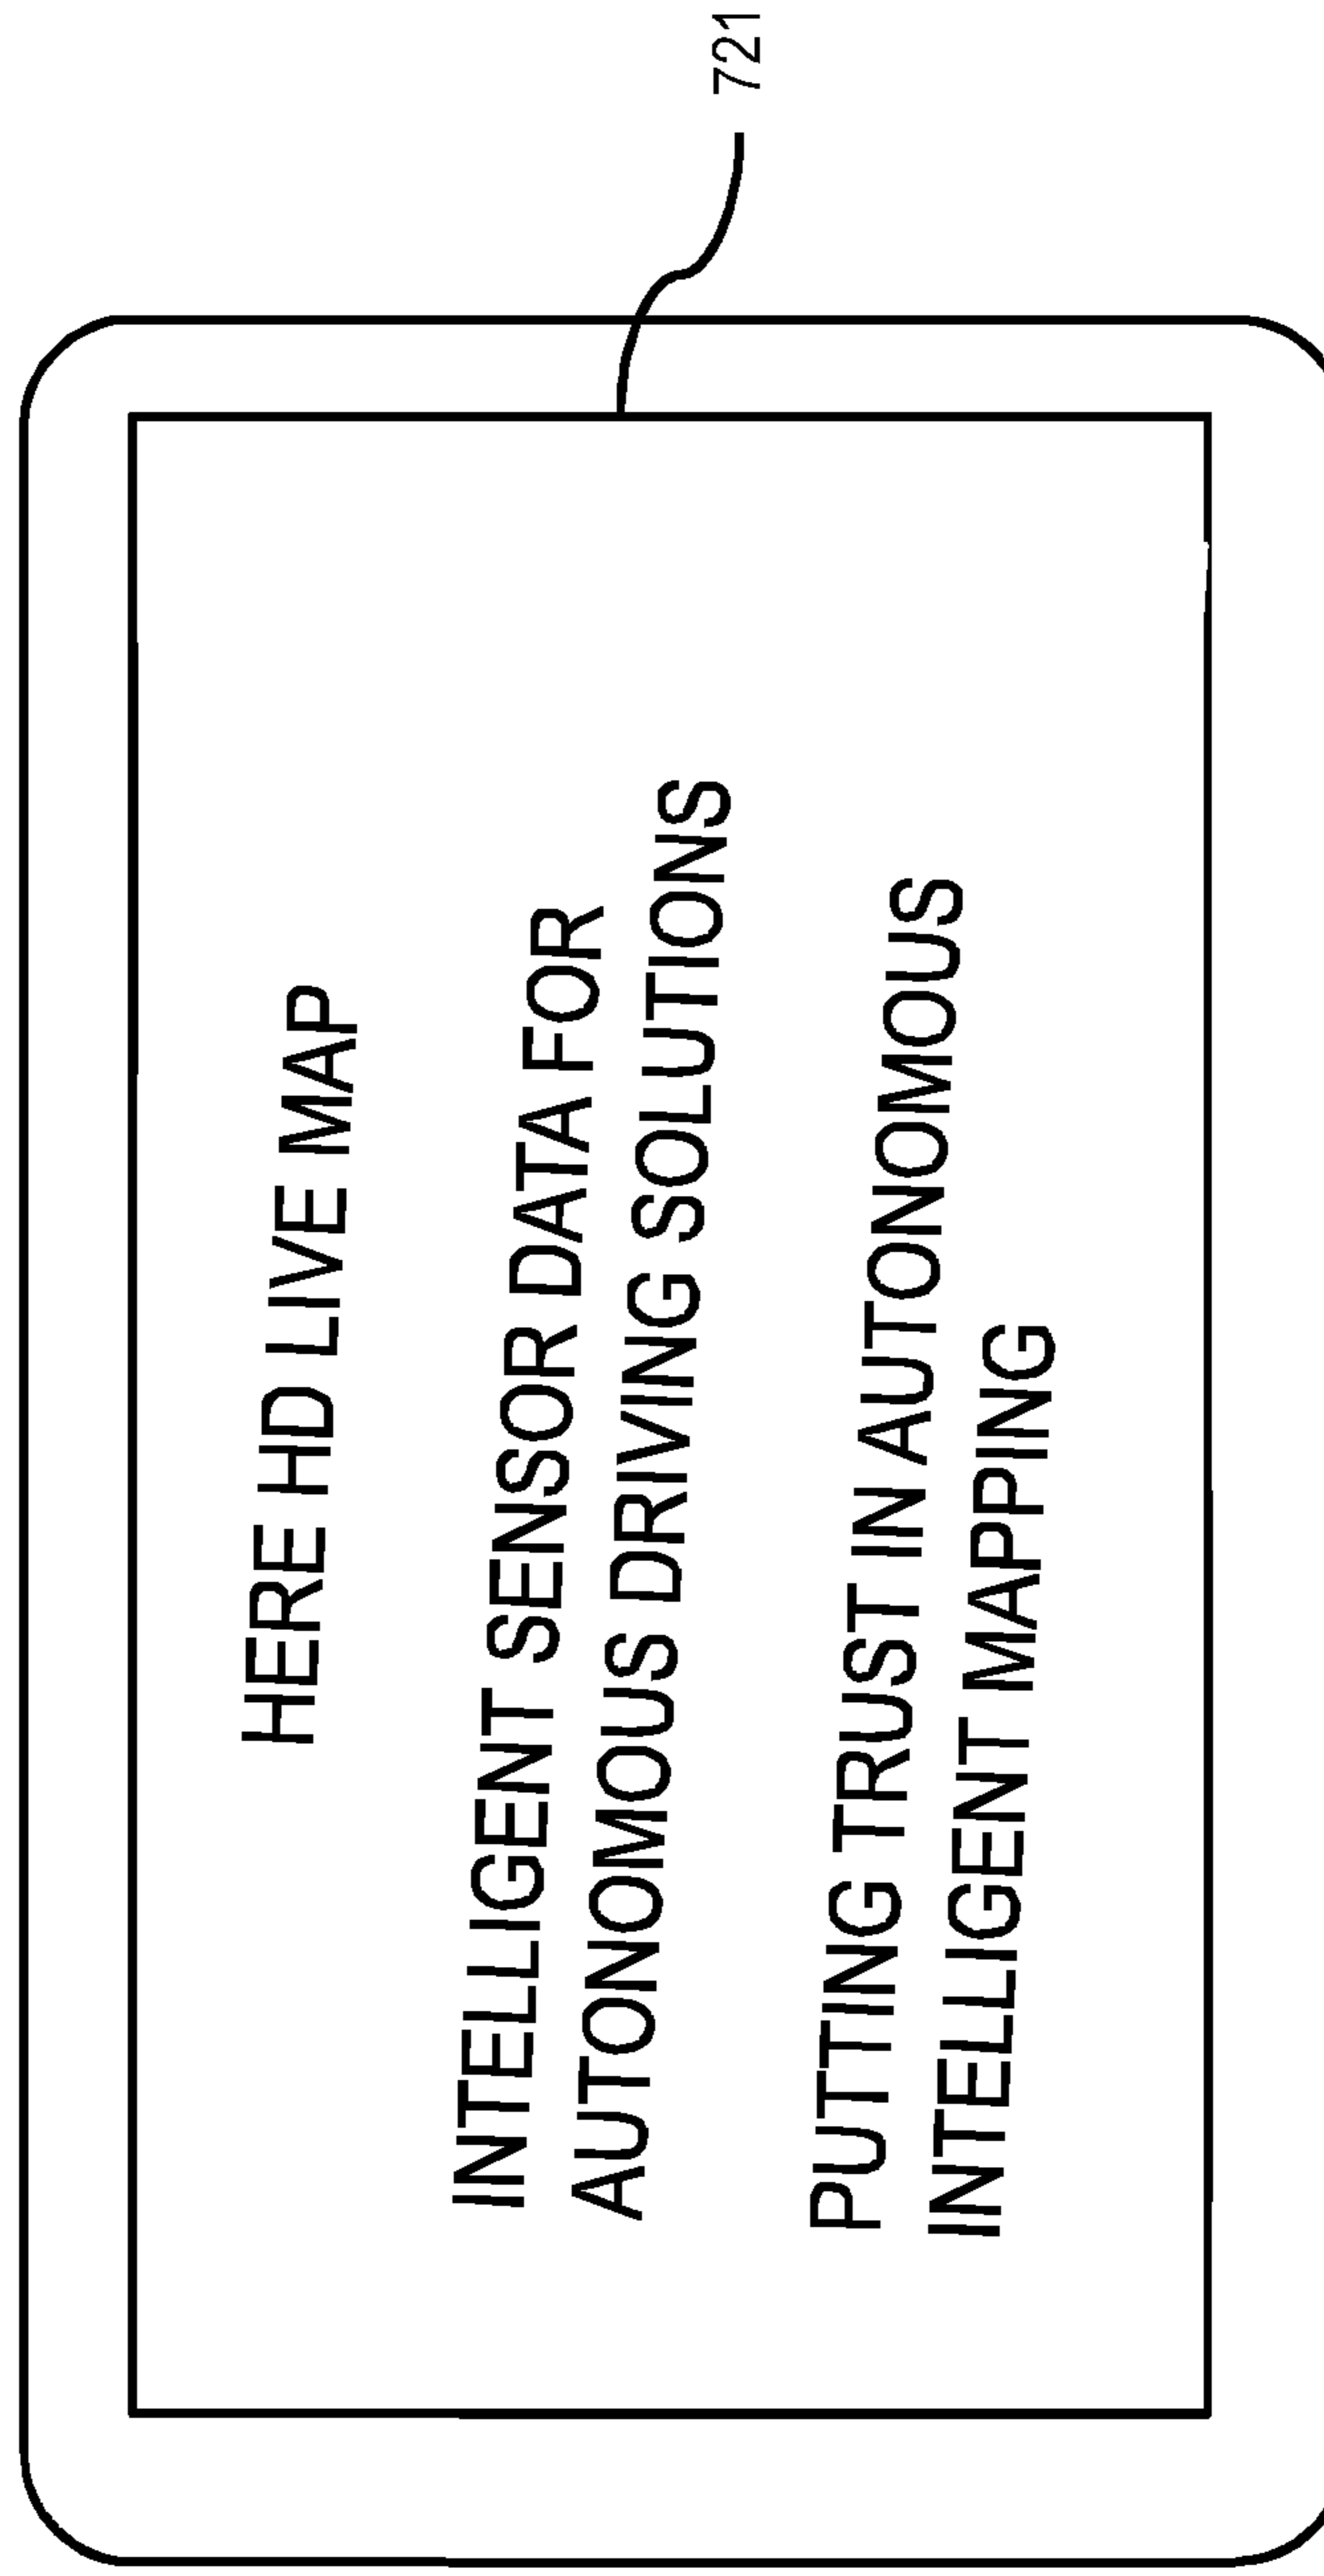 HERE HD LIVE MAP
INTELLIGENT SENSOR DATA FOR
AUTONOMOUS DRIVING SOLUTIONS
PUTTING TRUST IN AUTONOMOUS
INTELLIGENT MAPPING
721